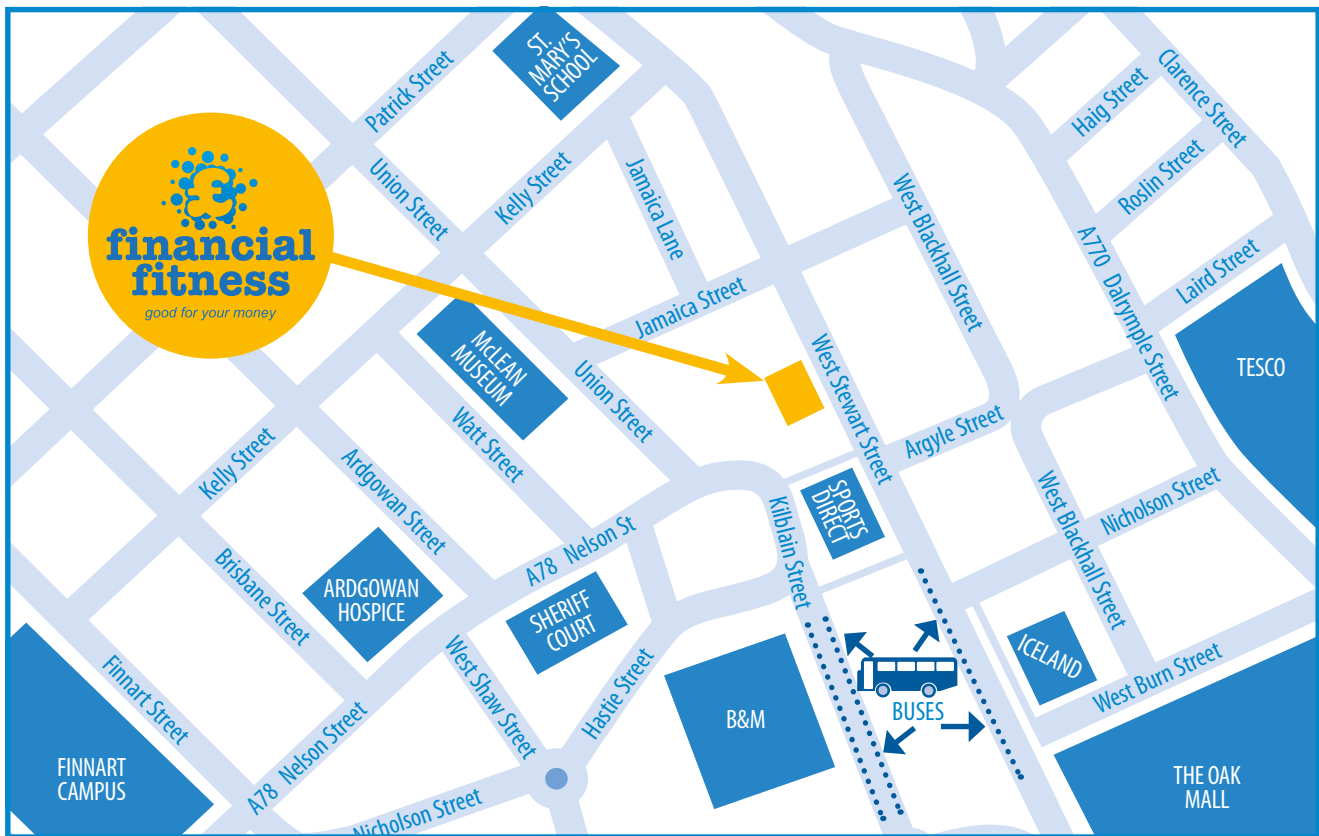 ST.
MARY'S
SCHOOL
Patrick Street
Clarence Street
Haig Street
Union Street
Kelly Street
Jamaica Lane
West Blackhall Street
Roslin Street
£
financial
fitness
good for your money
A770 Dalrymple Street
Laird Street
Jamaica Street
McLEAN
MUSEUM
Union Street
West Stewart Street
TESCO
Watt Street
Argyle Street
Kelly Street
Ardgowan Street
SPORTS
DIRECT
Kilblain Street
West Blackhall Street
Nicholson Street
A78 Nelson St
Brisbane Street
ARDGOWAN
HOSPICE
SHERIFF
COURT
ICELAND
West Burn Street
Finnart Street
West Shaw Street
Hastie Street
B&M
BUSES
FINNART
CAMPUS
A78 Nelson Street
Nicholson Street
THE OAK
MALL